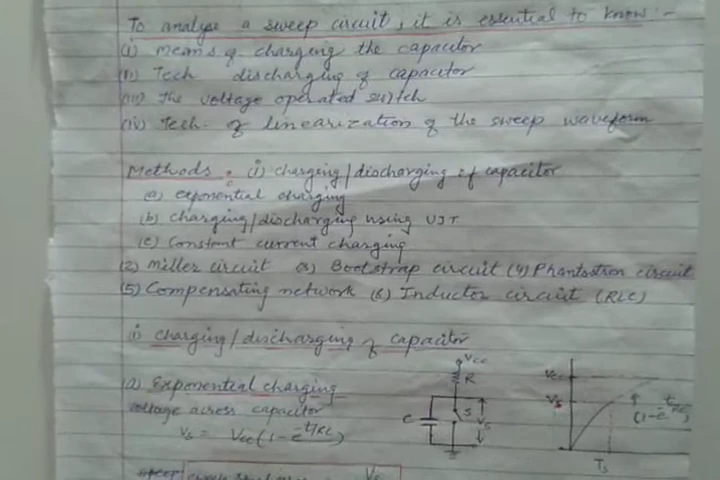 To analyse a sweep circuit, it is essential to know :-
(i) means of charging the capacitor
(ii) Tech discharging of capacitor
(iii) The voltage operated switch
(iv) Tech- of linearization of the sweep waveform
Methods : (i) charging/discharging of capacitor
(a) exponential charging
(b) charging/discharging using UJT
(c) Constant current charging
(2) Miller circuit (3) Bootstrap circuit (4) Phantastron circuit
(5) Compensating network (6) Inductor circuit (RLC)
(i) charging/discharging of capacitor
(a) Exponential charging
voltage across capacitor
Vs = Vcc(1-e^-t/RC)
Vcc
R
C
S
Vs
Vcc
Vs
(1-e^-t/RC)
Ts
Vs